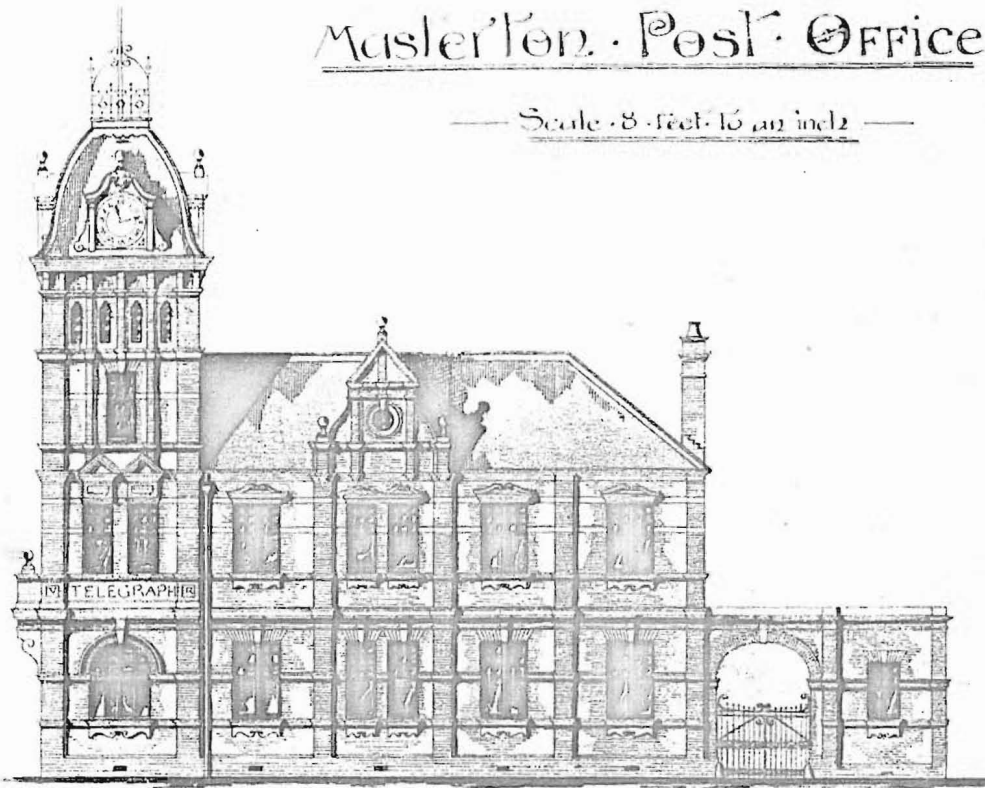 Masterton · Post · Office
Scale · 8 · feet · to an inch
TELEGRAPH